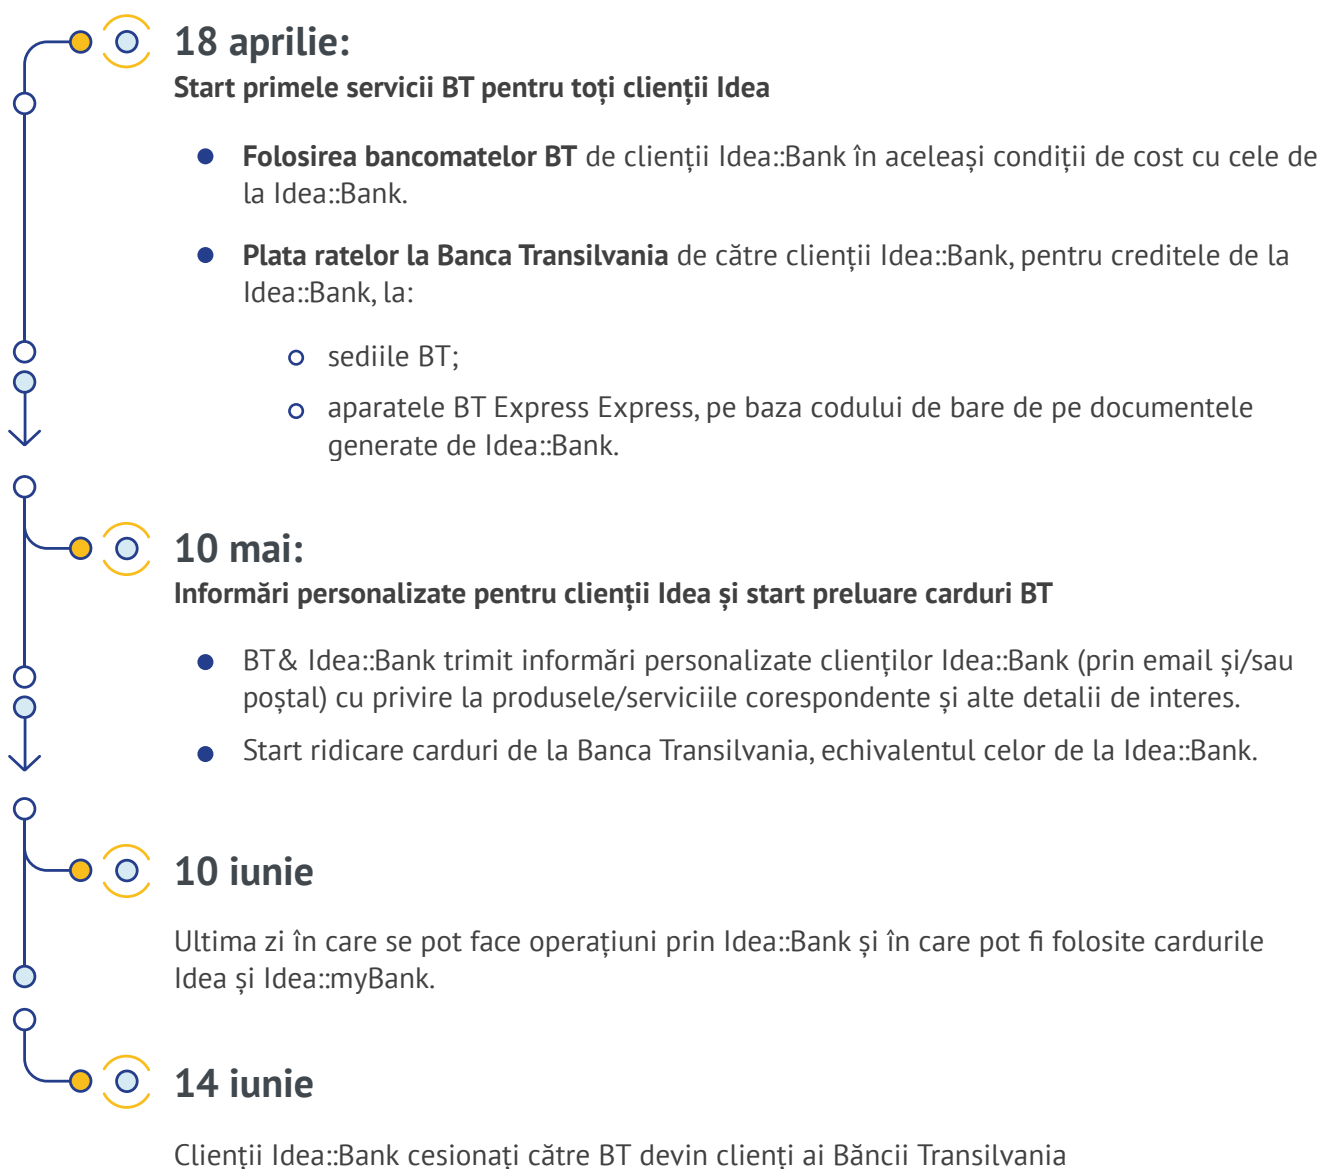 18 aprilie:
Start primele servicii BT pentru toți clienții Idea
Folosirea bancomatelor BT de clienții Idea::Bank în aceleași condiții de cost cu cele de
la Idea::Bank.
Plata ratelor la Banca Transilvania de către clienții Idea::Bank, pentru creditele de la
Idea::Bank, la:
sediile BT;
aparatele BT Express Express, pe baza codului de bare de pe documentele
generate de Idea::Bank.
10 mai:
Informări personalizate pentru clienții Idea și start preluare carduri BT
BT& Idea::Bank trimit informări personalizate clienților Idea::Bank (prin email și/sau
poștal) cu privire la produsele/serviciile corespondente și alte detalii de interes.
Start ridicare carduri de la Banca Transilvania, echivalentul celor de la Idea::Bank.
10 iunie
Ultima zi în care se pot face operațiuni prin Idea::Bank și în care pot fi folosite cardurile
Idea și Idea::myBank.
14 iunie
Clienții Idea::Bank cesionați către BT devin clienți ai Băncii Transilvania